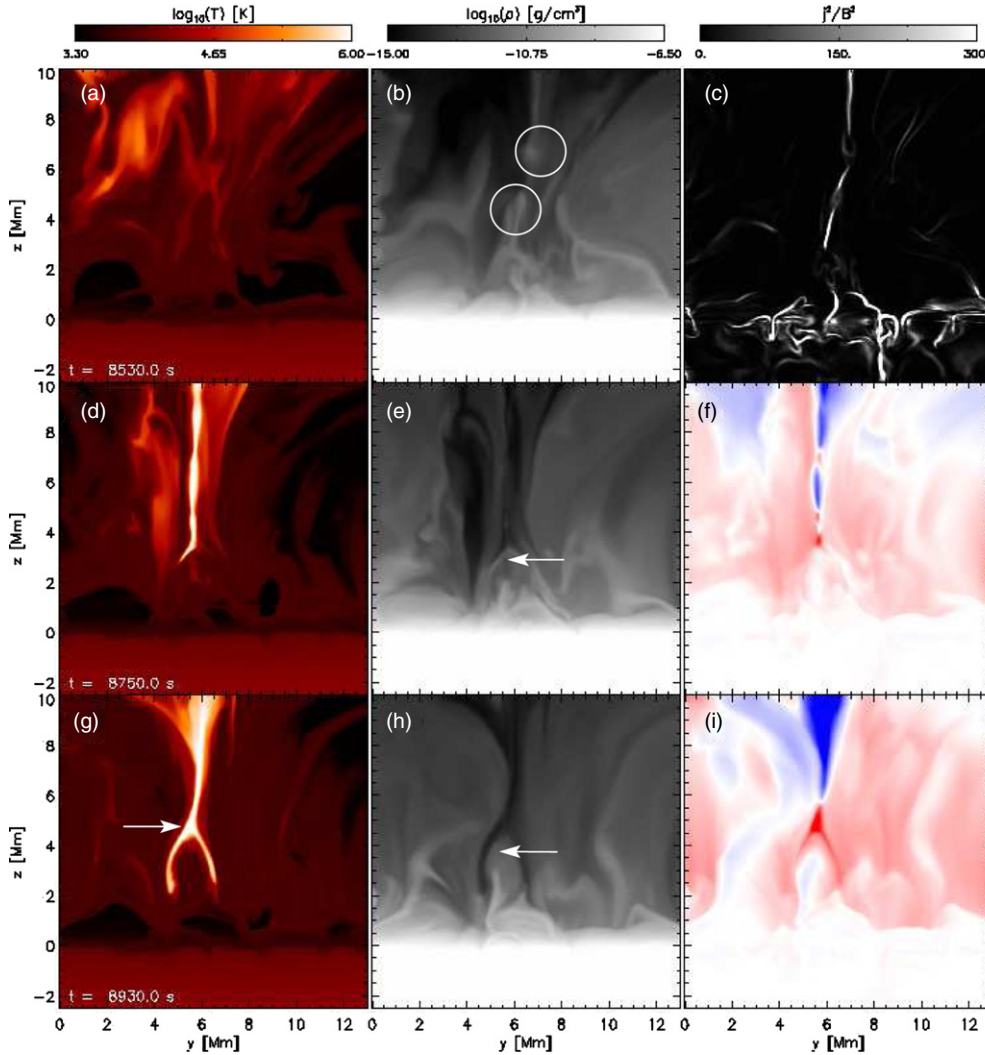 log₁₀(T) [K]
3.30 4.65 6.00
log₁₀(ρ) [g/cm³]
−15.00 −10.75 −6.50
j²/B²
0. 150. 300
(a)
(b)
(c)
10
8
6
4
2
0
−2
z [Mm]
t = 8530.0 s
(d)
(e)
(f)
10
8
6
4
2
0
−2
z [Mm]
t = 8750.0 s
(g)
(h)
(i)
10
8
6
4
2
0
−2
z [Mm]
t = 8930.0 s
0 2 4 6 8 10 12
y [Mm]
0 2 4 6 8 10 12
y [Mm]
0 2 4 6 8 10 12
y [Mm]